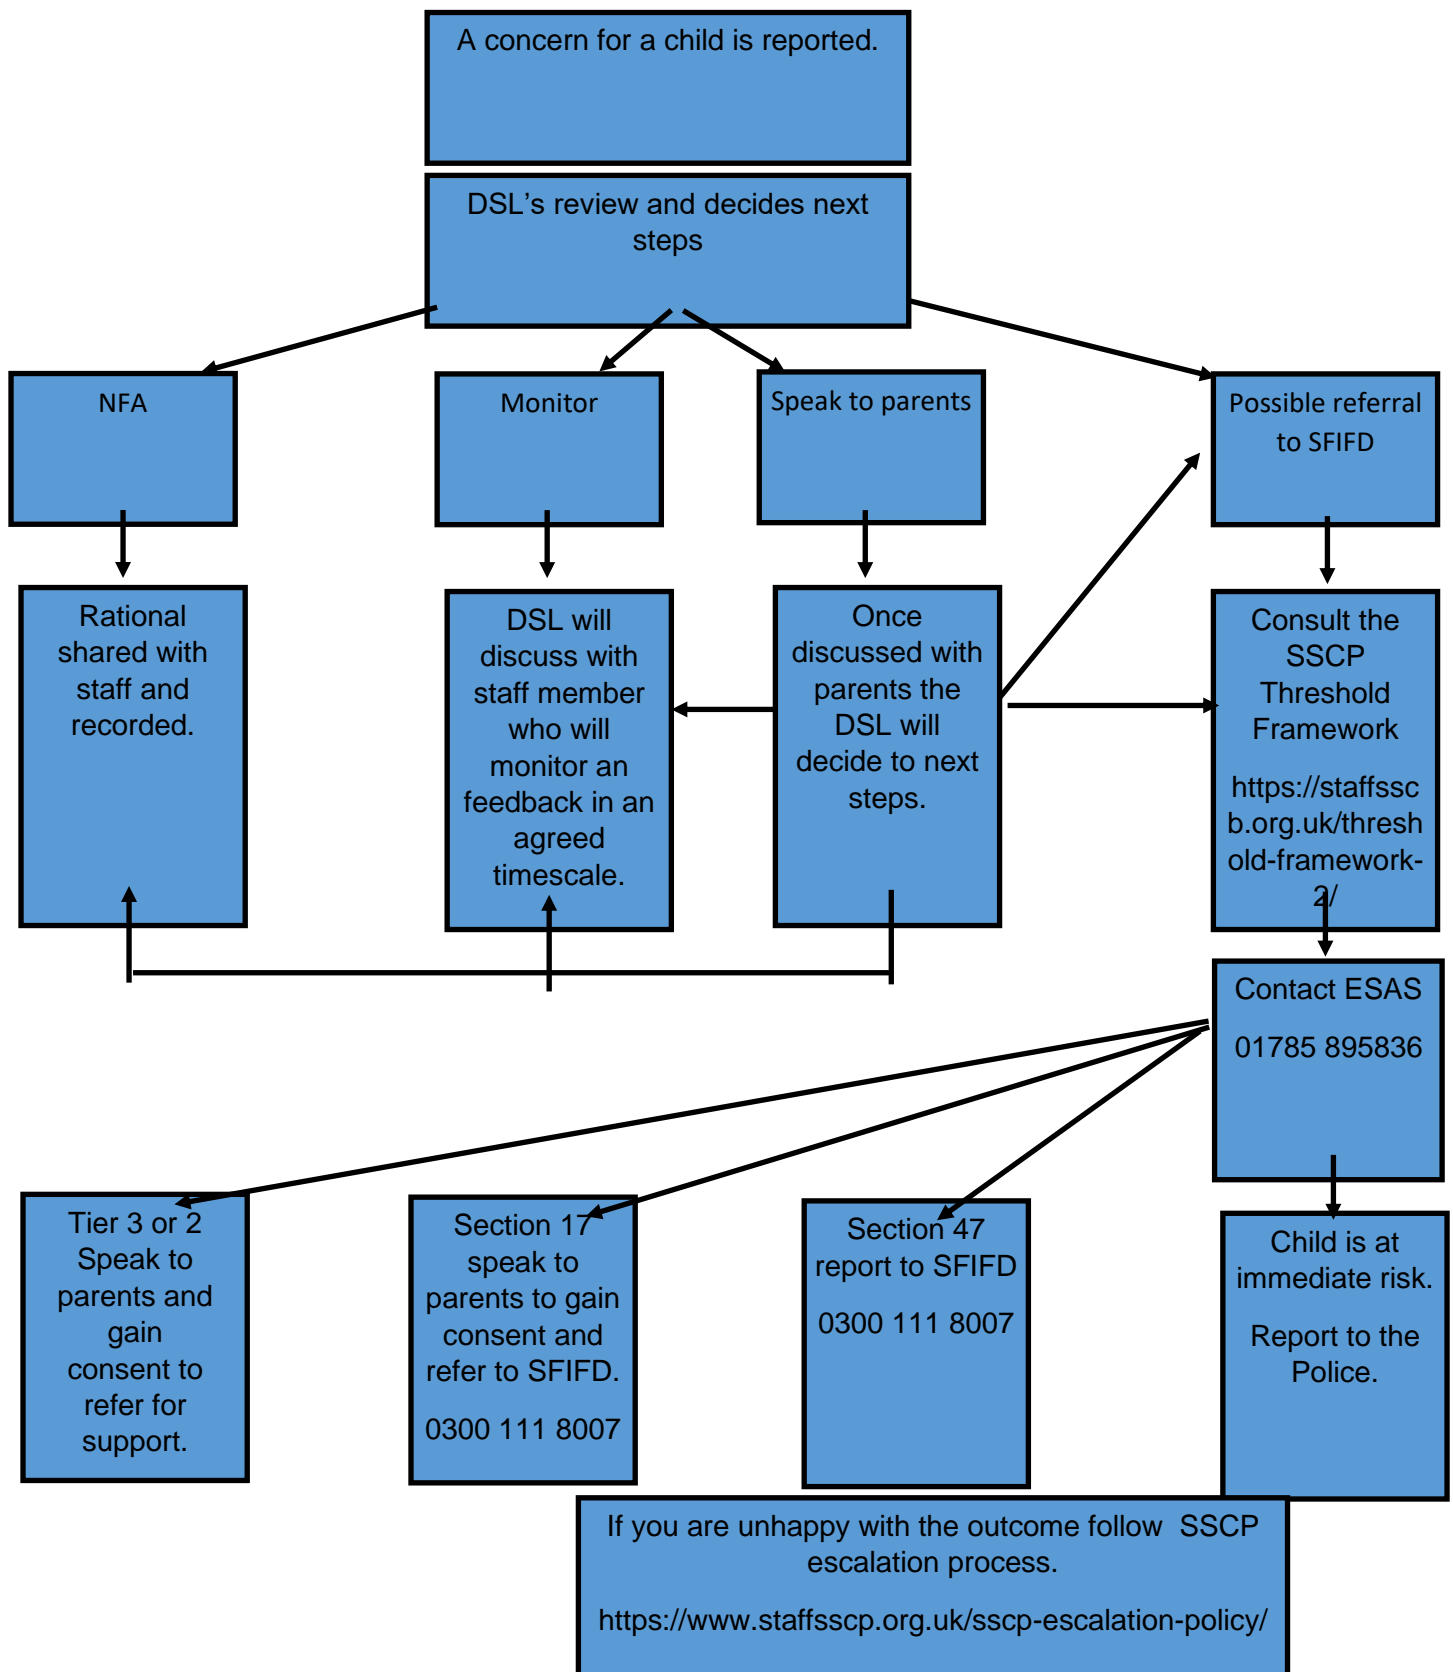 A concern for a child is reported.
DSL's review and decides next
steps
NFA
Monitor
Speak to parents
Possible referral
to SFIFD
Rational
shared with
staff and
recorded.
DSL will
discuss with
staff member
who will
monitor an
feedback in an
agreed
timescale.
Once
discussed with
parents the
DSL will
decide to next
steps.
Consult the
SSCP
Threshold
Framework
https://staffssc
b.org.uk/thresh
old-framework-
2/
Contact ESAS
01785 895836
Tier 3 or 2
Speak to
parents and
gain
consent to
refer for
support.
Section 17
speak to
parents to gain
consent and
refer to SFIFD.
0300 111 8007
Section 47
report to SFIFD
0300 111 8007
Child is at
immediate risk.
Report to the
Police.
If you are unhappy with the outcome follow  SSCP
escalation process.
https://www.staffsscp.org.uk/sscp-escalation-policy/